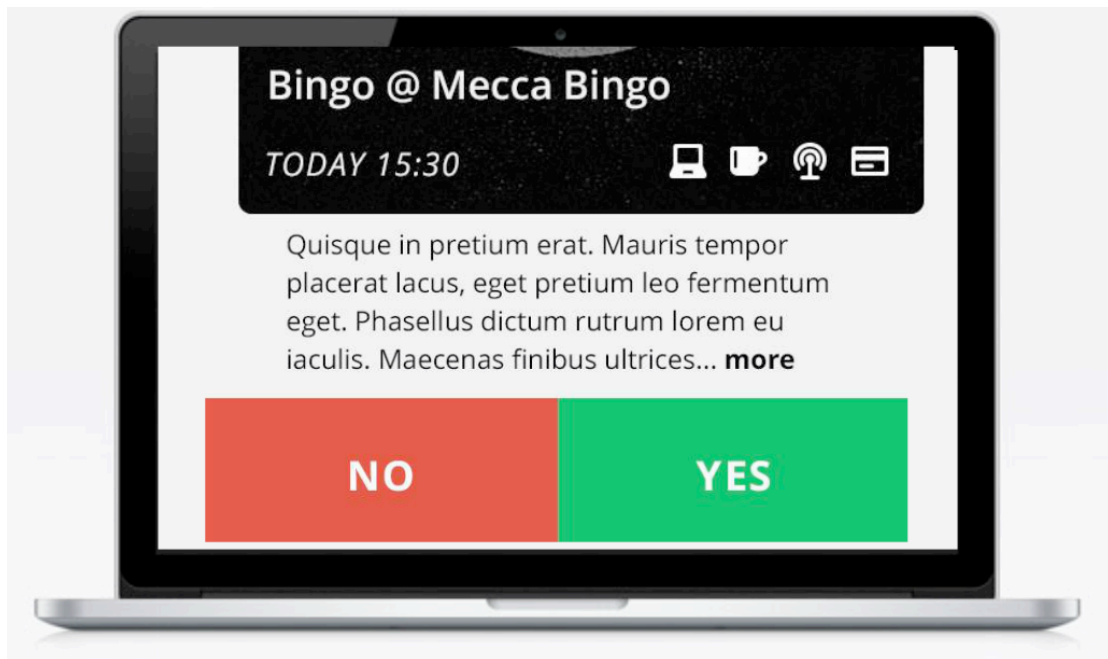 Bingo @ Mecca Bingo
TODAY 15:30
Quisque in pretium erat. Mauris tempor
placerat lacus, eget pretium leo fermentum
eget. Phasellus dictum rutrum lorem eu
iaculis. Maecenas finibus ultrices... more
NO
YES